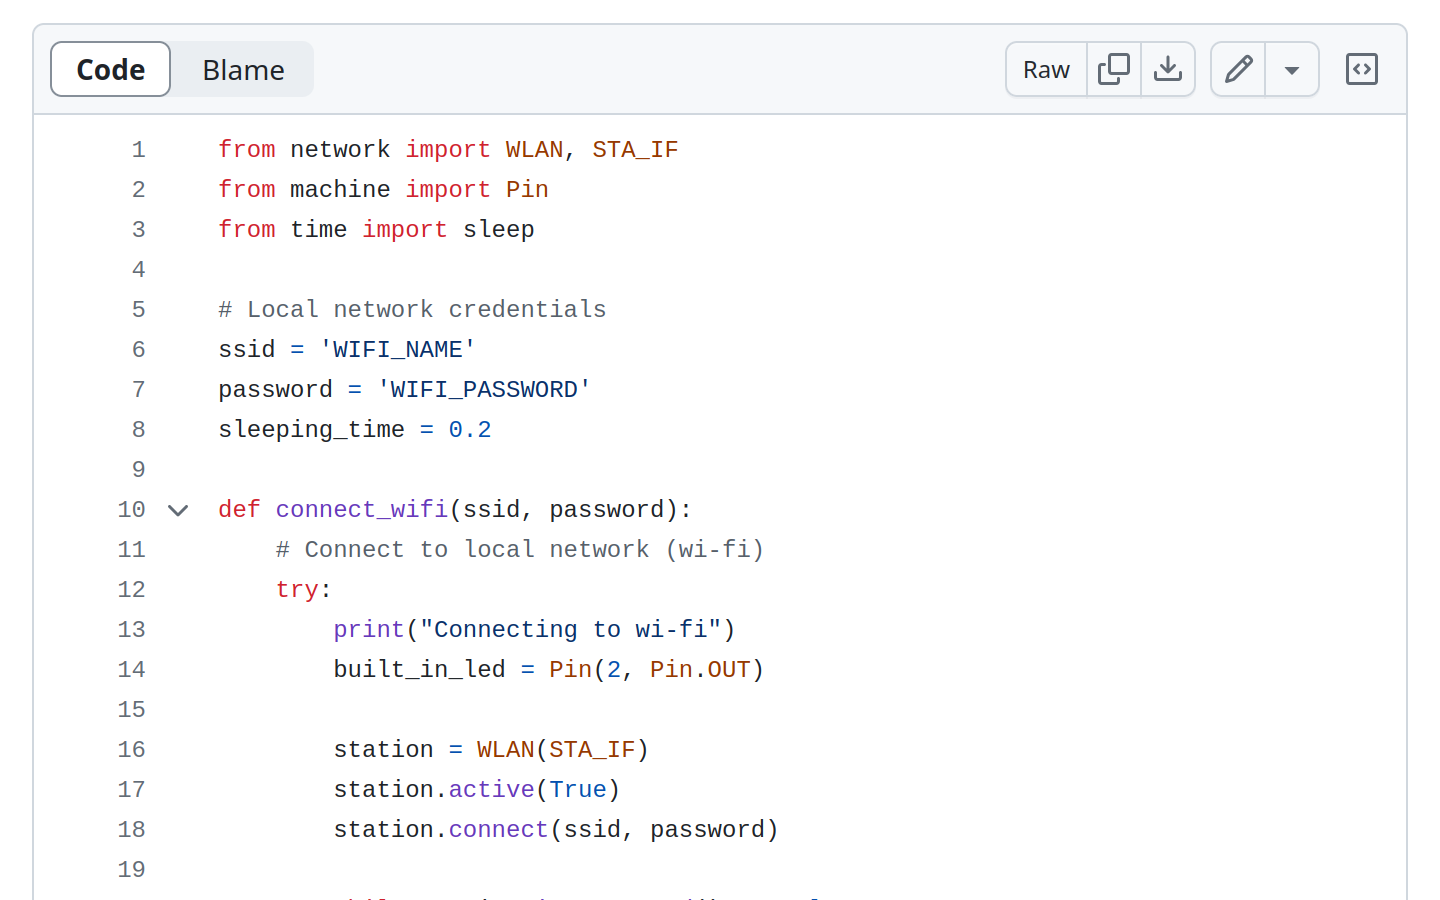 Code Blame Raw
1 from network import WLAN, STA_IF
2 from machine import Pin
3 from time import sleep
4
5 # Local network credentials
6 ssid = 'WIFI_NAME'
7 password = 'WIFI_PASSWORD'
8 sleeping_time = 0.2
9
10 def connect_wifi(ssid, password):
11     # Connect to local network (wi-fi)
12     try:
13         print("Connecting to wi-fi")
14         built_in_led = Pin(2, Pin.OUT)
15
16         station = WLAN(STA_IF)
17         station.active(True)
18         station.connect(ssid, password)
19